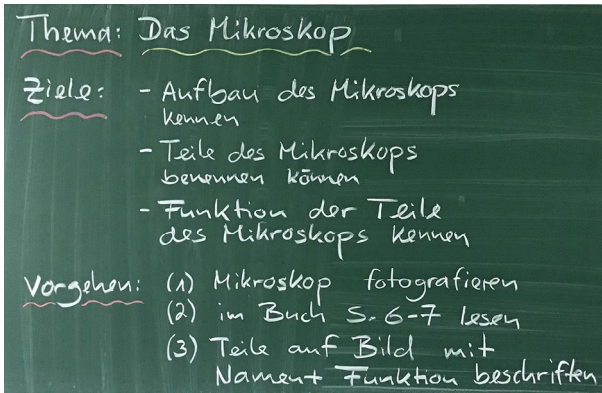 Thema: Das Mikroskop
Ziele: - Aufbau des Mikroskops
kennen
- Teile des Mikroskops
benennen können
- Funktion der Teile
des Mikroskops kennen
Vorgehen: (1) Mikroskop fotografieren
(2) im Buch S. 6-7 lesen
(3) Teile auf Bild mit
Namen + Funktion beschriften